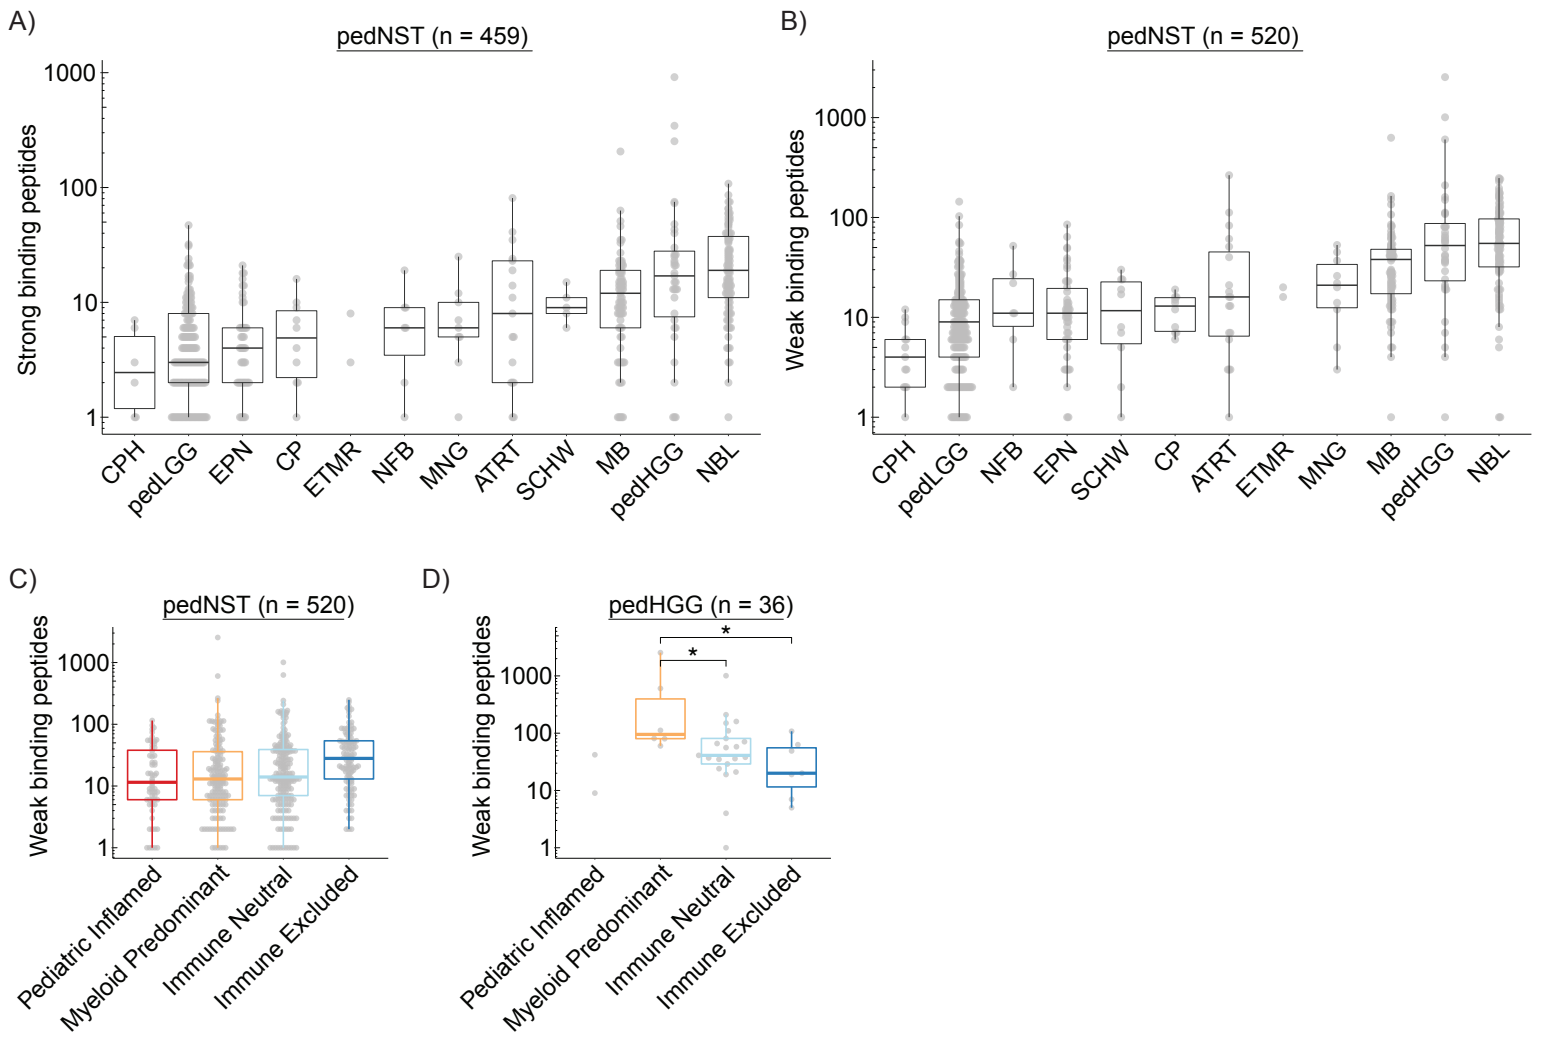 A)
pedNST (n = 459)
Strong binding peptides
1000
100
10
1
CPH
pedLGG
EPN
CP
ETMR
NFB
MNG
ATRT
SCHW
MB
pedHGG
NBL
B)
pedNST (n = 520)
Weak binding peptides
1000
100
10
1
CPH
pedLGG
NFB
EPN
SCHW
CP
ATRT
ETMR
MNG
MB
pedHGG
NBL
C)
pedNST (n = 520)
Weak binding peptides
1000
100
10
1
Pediatric Inflamed
Myeloid Predominant
Immune Neutral
Immune Excluded
D)
pedHGG (n = 36)
*
*
Weak binding peptides
1000
100
10
1
Pediatric Inflamed
Myeloid Predominant
Immune Neutral
Immune Excluded